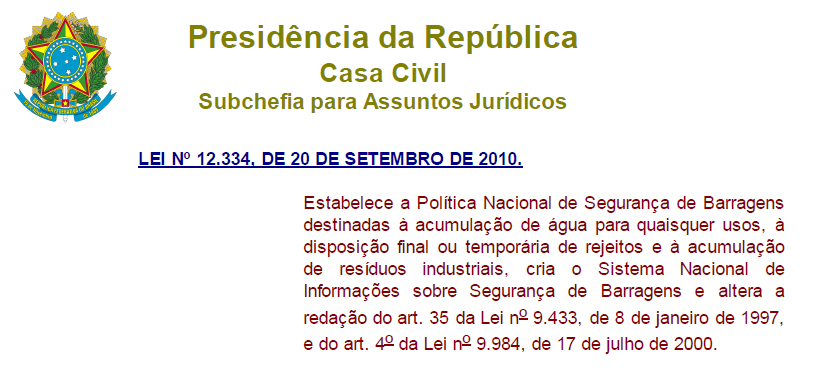 Presidência da República
Casa Civil
Subchefia para Assuntos Jurídicos
LEI Nº 12.334, DE 20 DE SETEMBRO DE 2010.
Estabelece a Política Nacional de Segurança de Barragens
destinadas à acumulação de água para quaisquer usos, à
disposição final ou temporária de rejeitos e à acumulação
de resíduos industriais, cria o Sistema Nacional de
Informações sobre Segurança de Barragens e altera a
redação do art. 35 da Lei nº 9.433, de 8 de janeiro de 1997,
e do art. 4º da Lei nº 9.984, de 17 de julho de 2000.